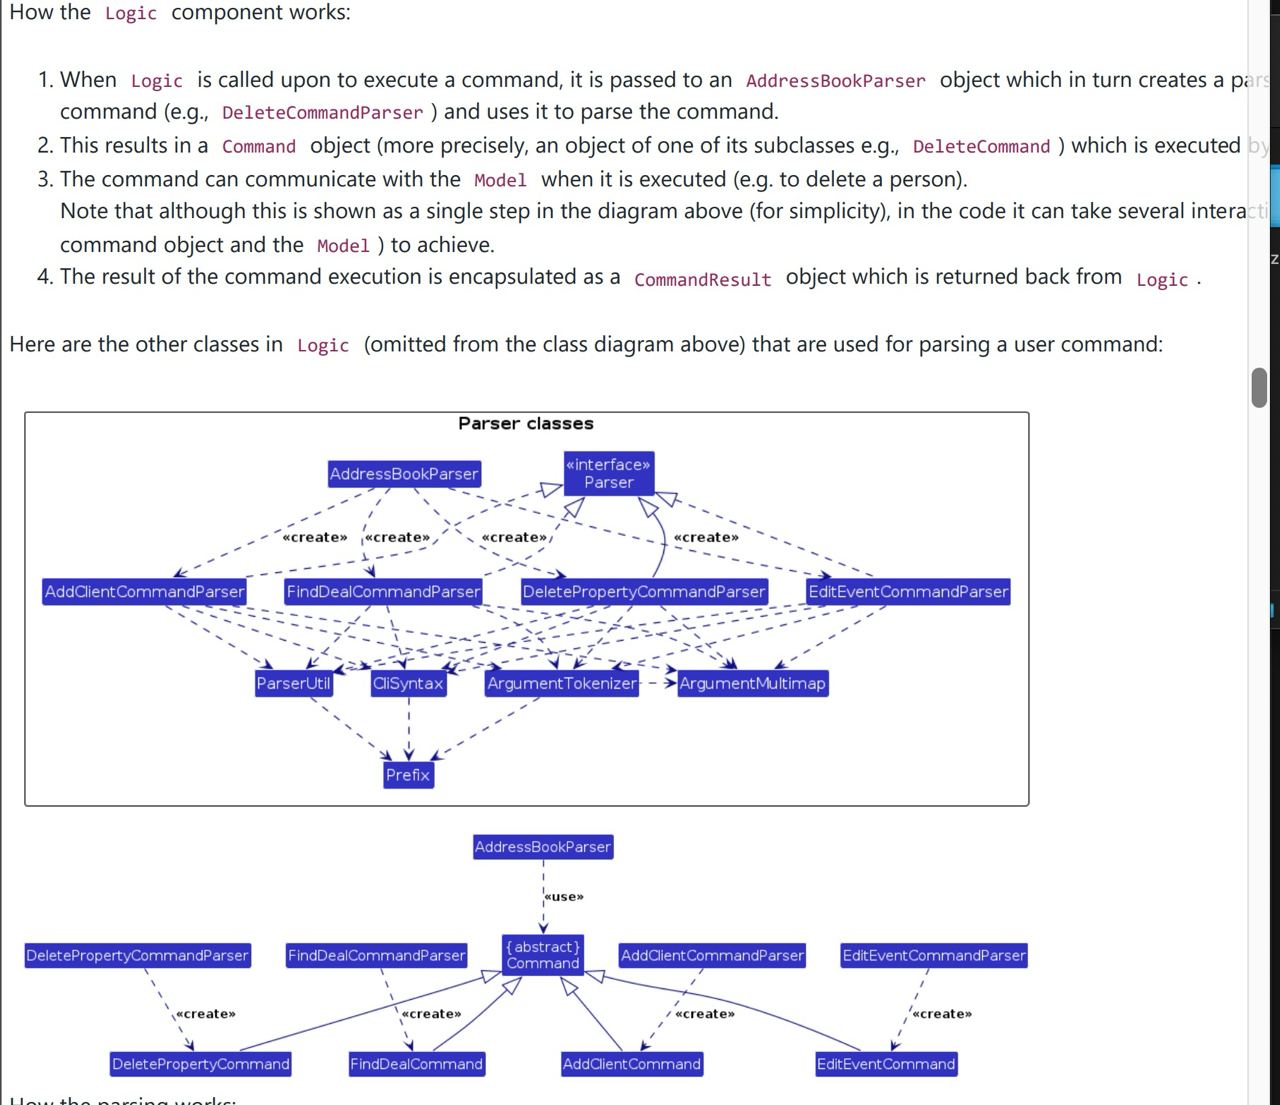 How the Logic component works:
1. When Logic is called upon to execute a command, it is passed to an AddressBookParser object which in turn creates a pars
command (e.g., DeleteCommandParser ) and uses it to parse the command.
2. This results in a Command object (more precisely, an object of one of its subclasses e.g., DeleteCommand ) which is executed by
3. The command can communicate with the Model when it is executed (e.g. to delete a person).
Note that although this is shown as a single step in the diagram above (for simplicity), in the code it can take several interacti
command object and the Model ) to achieve.
4. The result of the command execution is encapsulated as a CommandResult object which is returned back from Logic .
Here are the other classes in Logic (omitted from the class diagram above) that are used for parsing a user command:
Parser classes
AddressBookParser
«interface»
Parser
«create» «create» «create» «create»
AddClientCommandParser FindDealCommandParser DeletePropertyCommandParser EditEventCommandParser
ParserUtil CliSyntax ArgumentTokenizer ArgumentMultimap
Prefix
AddressBookParser
«use»
DeletePropertyCommandParser FindDealCommandParser {abstract} Command AddClientCommandParser EditEventCommandParser
«create» «create» «create» «create»
DeletePropertyCommand FindDealCommand AddClientCommand EditEventCommand
How the parsing works: